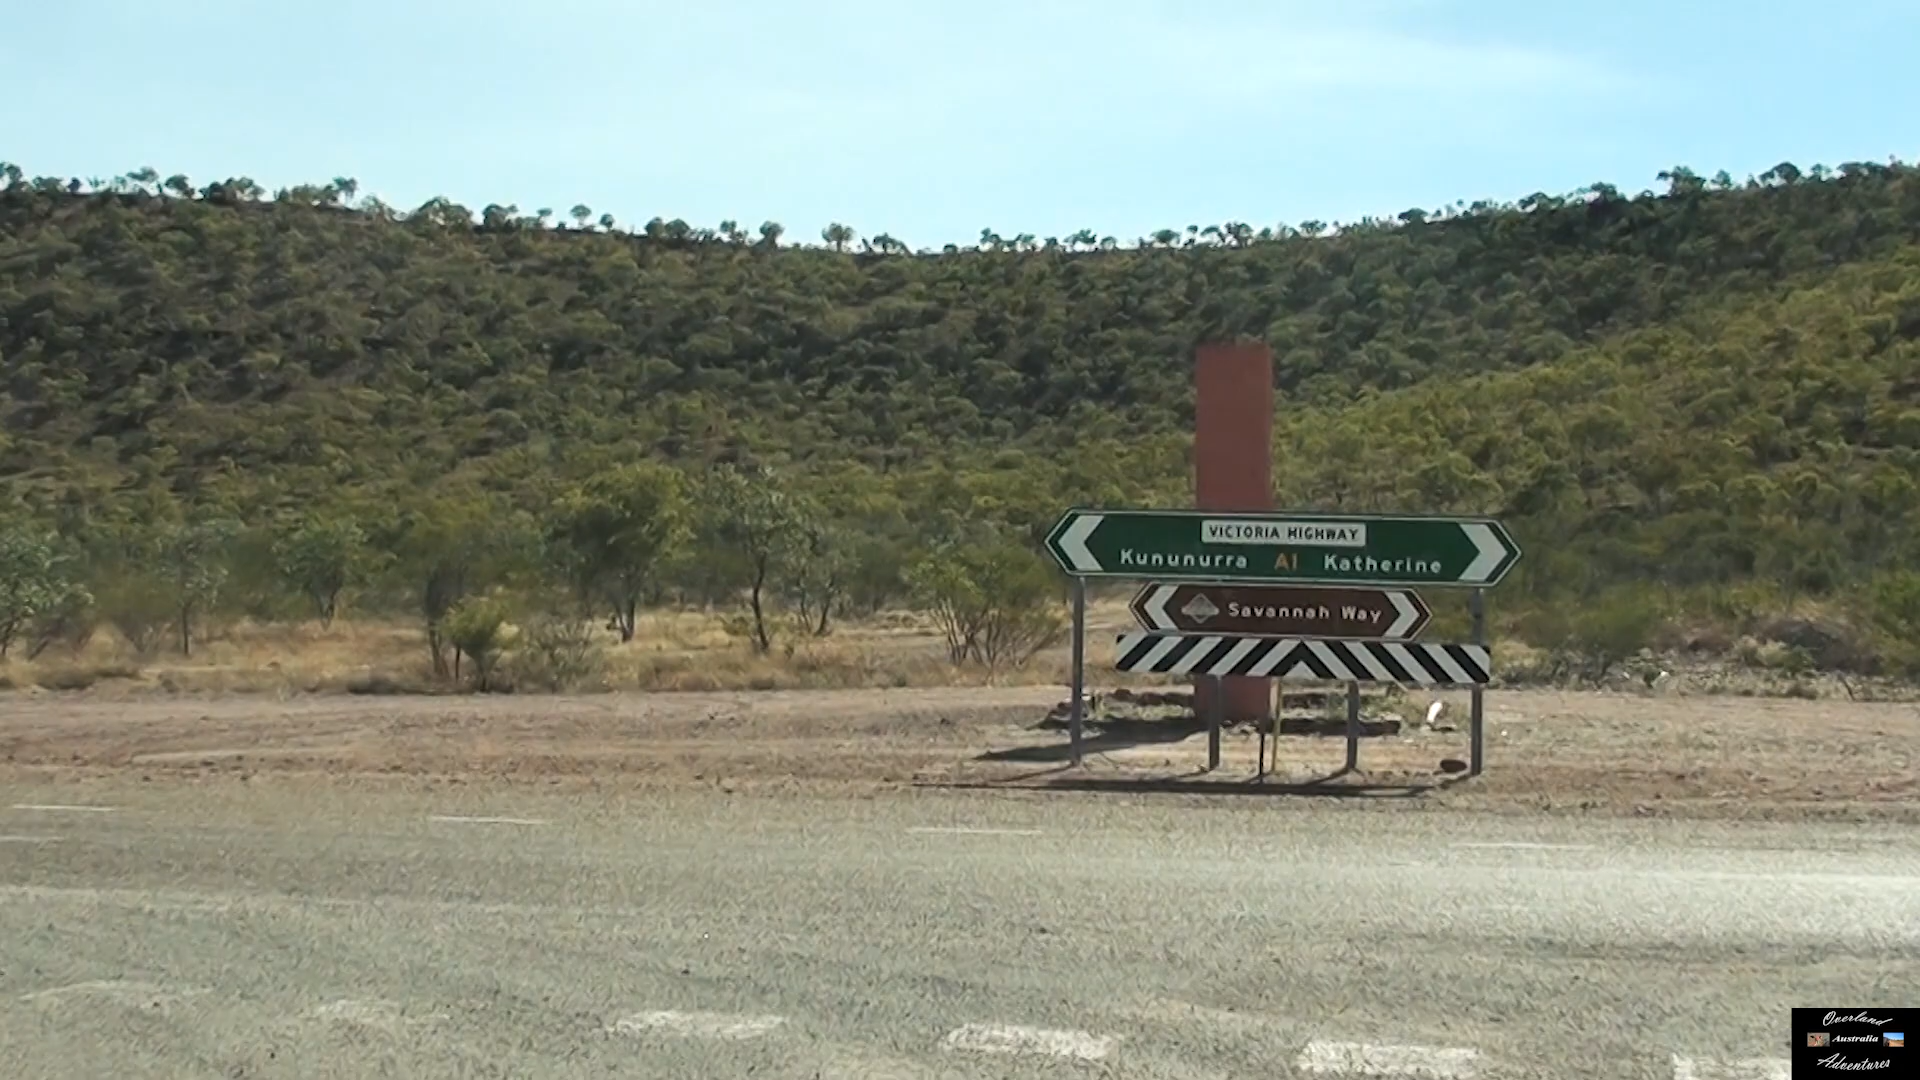 VICTORIA HIGHWAY
Kununurra A1 Katherine
Savannah Way
Overland
Australia
Adventures